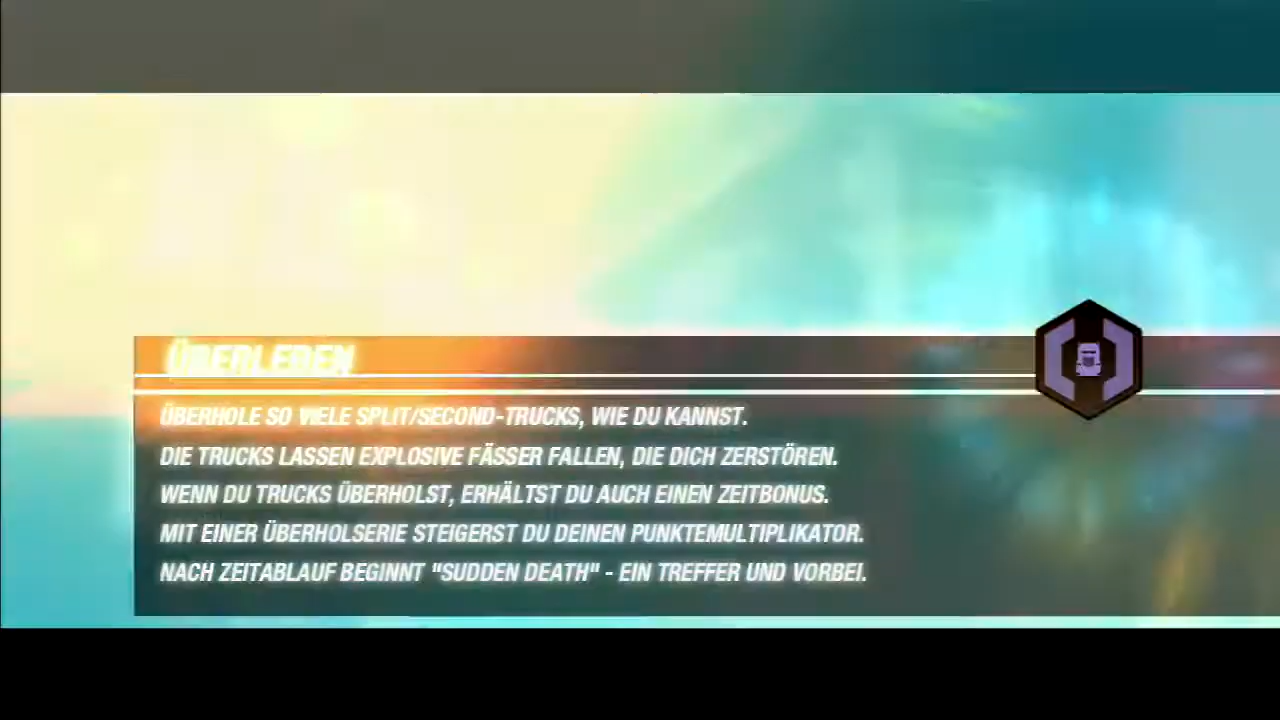 ÜBERLEBEN
ÜBERHOLE SO VIELE SPLIT/SECOND-TRUCKS, WIE DU KANNST.
DIE TRUCKS LASSEN EXPLOSIVE FÄSSER FALLEN, DIE DICH ZERSTÖREN.
WENN DU TRUCKS ÜBERHOLST, ERHÄLTST DU AUCH EINEN ZEITBONUS.
MIT EINER ÜBERHOLSERIE STEIGERST DU DEINEN PUNKTEMULTIPLIKATOR.
NACH ZEITABLAUF BEGINNT "SUDDEN DEATH" - EIN TREFFER UND VORBEI.